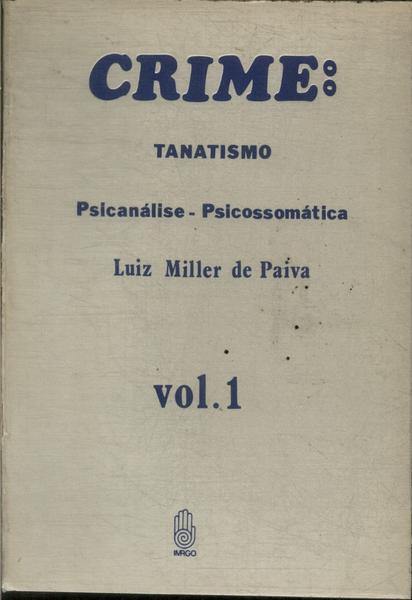 CRIME:
TANATISMO
Psicanálise - Psicossomática
Luiz Miller de Paiva
vol.1
IMAGO